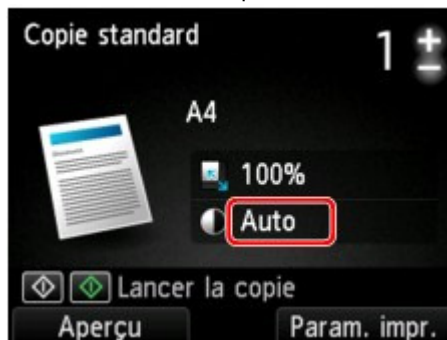 Copie standard
1
A4
100%
Auto
Lancer la copie
Aperçu
Param. impr.